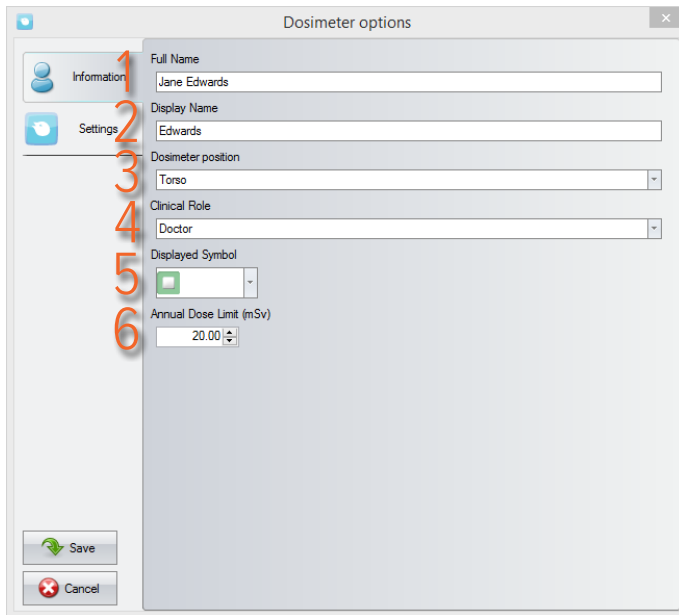 Dosimeter options
Information
Settings
1
Full Name
Jane Edwards
2
Display Name
Edwards
3
Dosimeter position
Torso
4
Clinical Role
Doctor
5
Displayed Symbol
6
Annual Dose Limit (mSv)
20.00
Save
Cancel